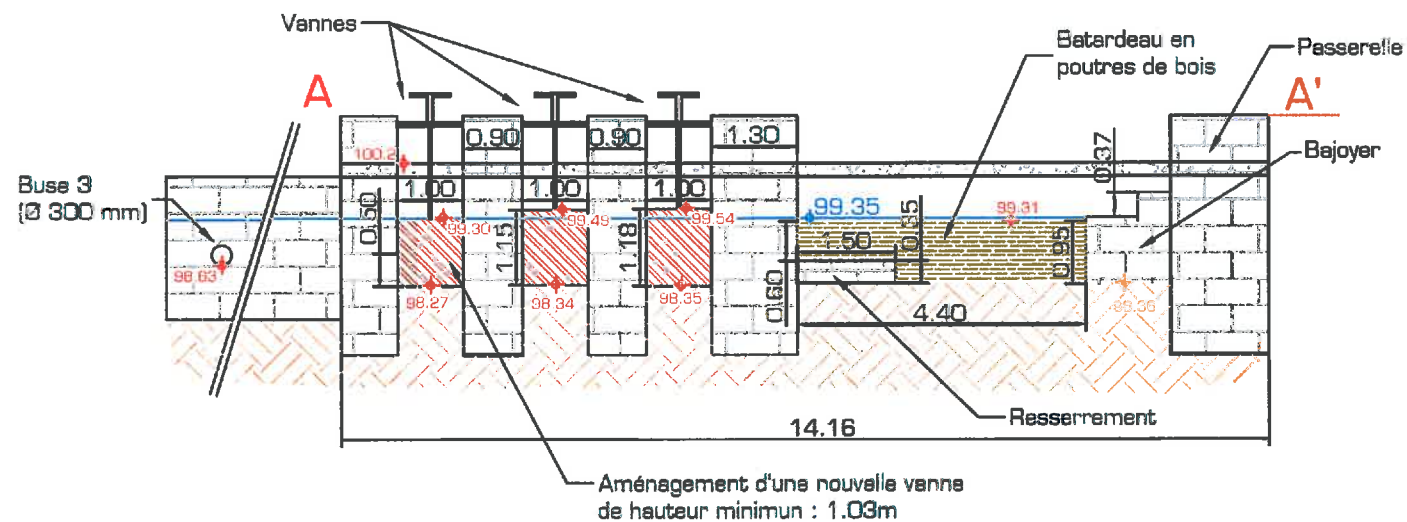 Vannes
Batardeau en
poutres de bois
Passerelle
A
A'
0.90
0.90
1.30
0.37
100.2
Bajoyer
Buse 3
(Ø 300 mm)
1.00
1.00
1.00
0.50
99.30
99.49
99.54
99.35
99.31
1.15
1.18
1.50
0.35
0.95
98.63
98.27
98.34
98.35
0.60
4.40
Resserrement
14.16
Aménagement d'une nouvelle vanne
de hauteur minimun : 1.03m